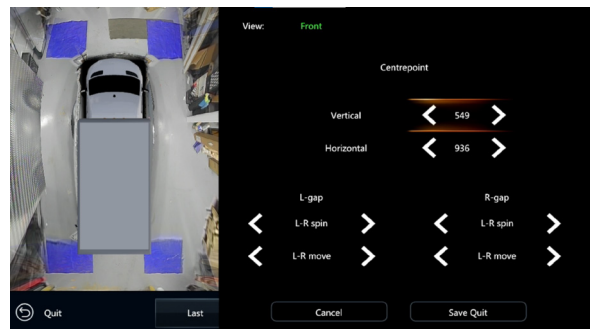 View: Front
Centrepoint
Vertical 549
Horizontal 936
L-gap R-gap
L-R spin L-R spin
L-R move L-R move
Quit Last Cancel Save Quit